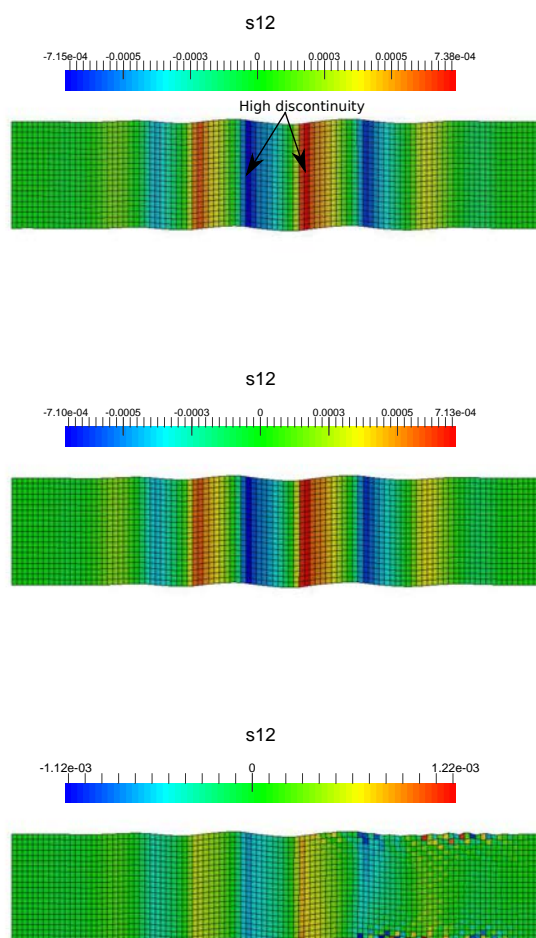 s12
-7.15e-04 -0.0005 -0.0003 0 0.0003 0.0005 7.38e-04
High discontinuity
s12
-7.10e-04 -0.0005 -0.0003 0 0.0003 0.0005 7.13e-04
s12
-1.12e-03 0 1.22e-03